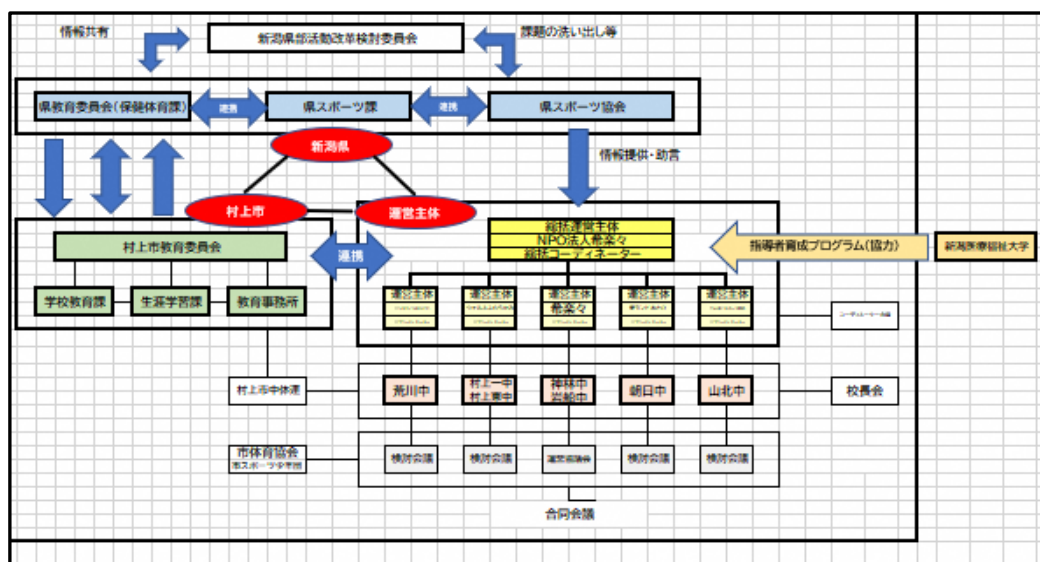 情報共有
新潟県部活動改革検討委員会
課題の洗い出し等
県教育委員会(保健体育課)
連携
県スポーツ課
連携
県スポーツ協会
新潟県
情報提供・助言
村上市
運営主体
村上市教育委員会
連携
総括運営主体
NPO法人希楽々
総括コーディネーター
指導者育成プログラム(協力)
新潟医療福祉大学
学校教育課
生涯学習課
教育事務所
運営主体
運営主体
運営主体
希楽々
運営主体
運営主体
村上市中体連
荒川中
村上一中
村上東中
神林中
岩船中
朝日中
山北中
校長会
市体育協会
市スポーツ少年団
検討会議
検討会議
運営協議会
検討会議
検討会議
合同会議